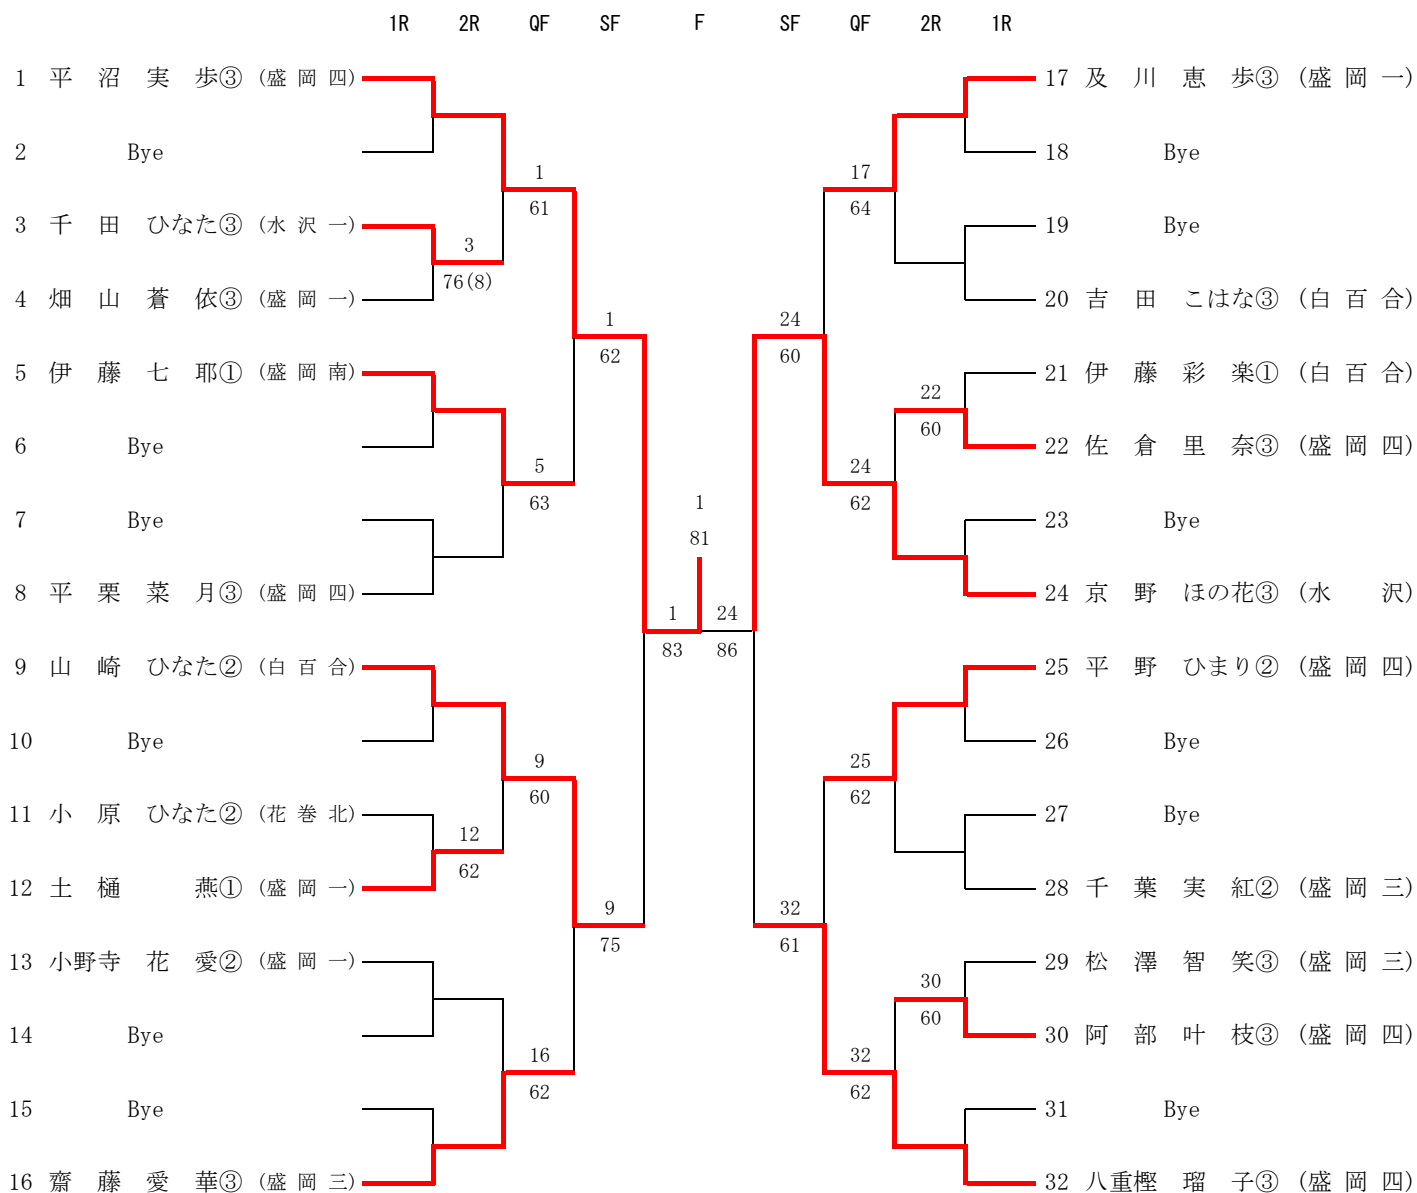 1R 2R QF SF F SF QF 2R 1R
1 平 沼 実 歩③ (盛 岡 四)
2 Bye
3 千 田 ひなた③ (水 沢 一)
4 畑 山 蒼 依③ (盛 岡 一)
5 伊 藤 七 耶① (盛 岡 南)
6 Bye
7 Bye
8 平 栗 菜 月③ (盛 岡 四)
9 山 崎 ひなた② (白 百 合)
10 Bye
11 小 原 ひなた② (花 巻 北)
12 土 樋 燕① (盛 岡 一)
13 小野寺 花 愛② (盛 岡 一)
14 Bye
15 Bye
16 齋 藤 愛 華③ (盛 岡 三)
3
76(8)
12
62
1
61
5
63
9
60
16
62
1
62
9
75
1
83
1
81
24
86
24
60
32
61
17
64
24
62
25
62
32
62
22
60
30
60
17 及 川 恵 歩③ (盛 岡 一)
18 Bye
19 Bye
20 吉 田 こはな③ (白 百 合)
21 伊 藤 彩 楽① (白 百 合)
22 佐 倉 里 奈③ (盛 岡 四)
23 Bye
24 京 野 ほの花③ (水 沢)
25 平 野 ひまり② (盛 岡 四)
26 Bye
27 Bye
28 千 葉 実 紅② (盛 岡 三)
29 松 澤 智 笑③ (盛 岡 三)
30 阿 部 叶 枝③ (盛 岡 四)
31 Bye
32 八重樫 瑠 子③ (盛 岡 四)